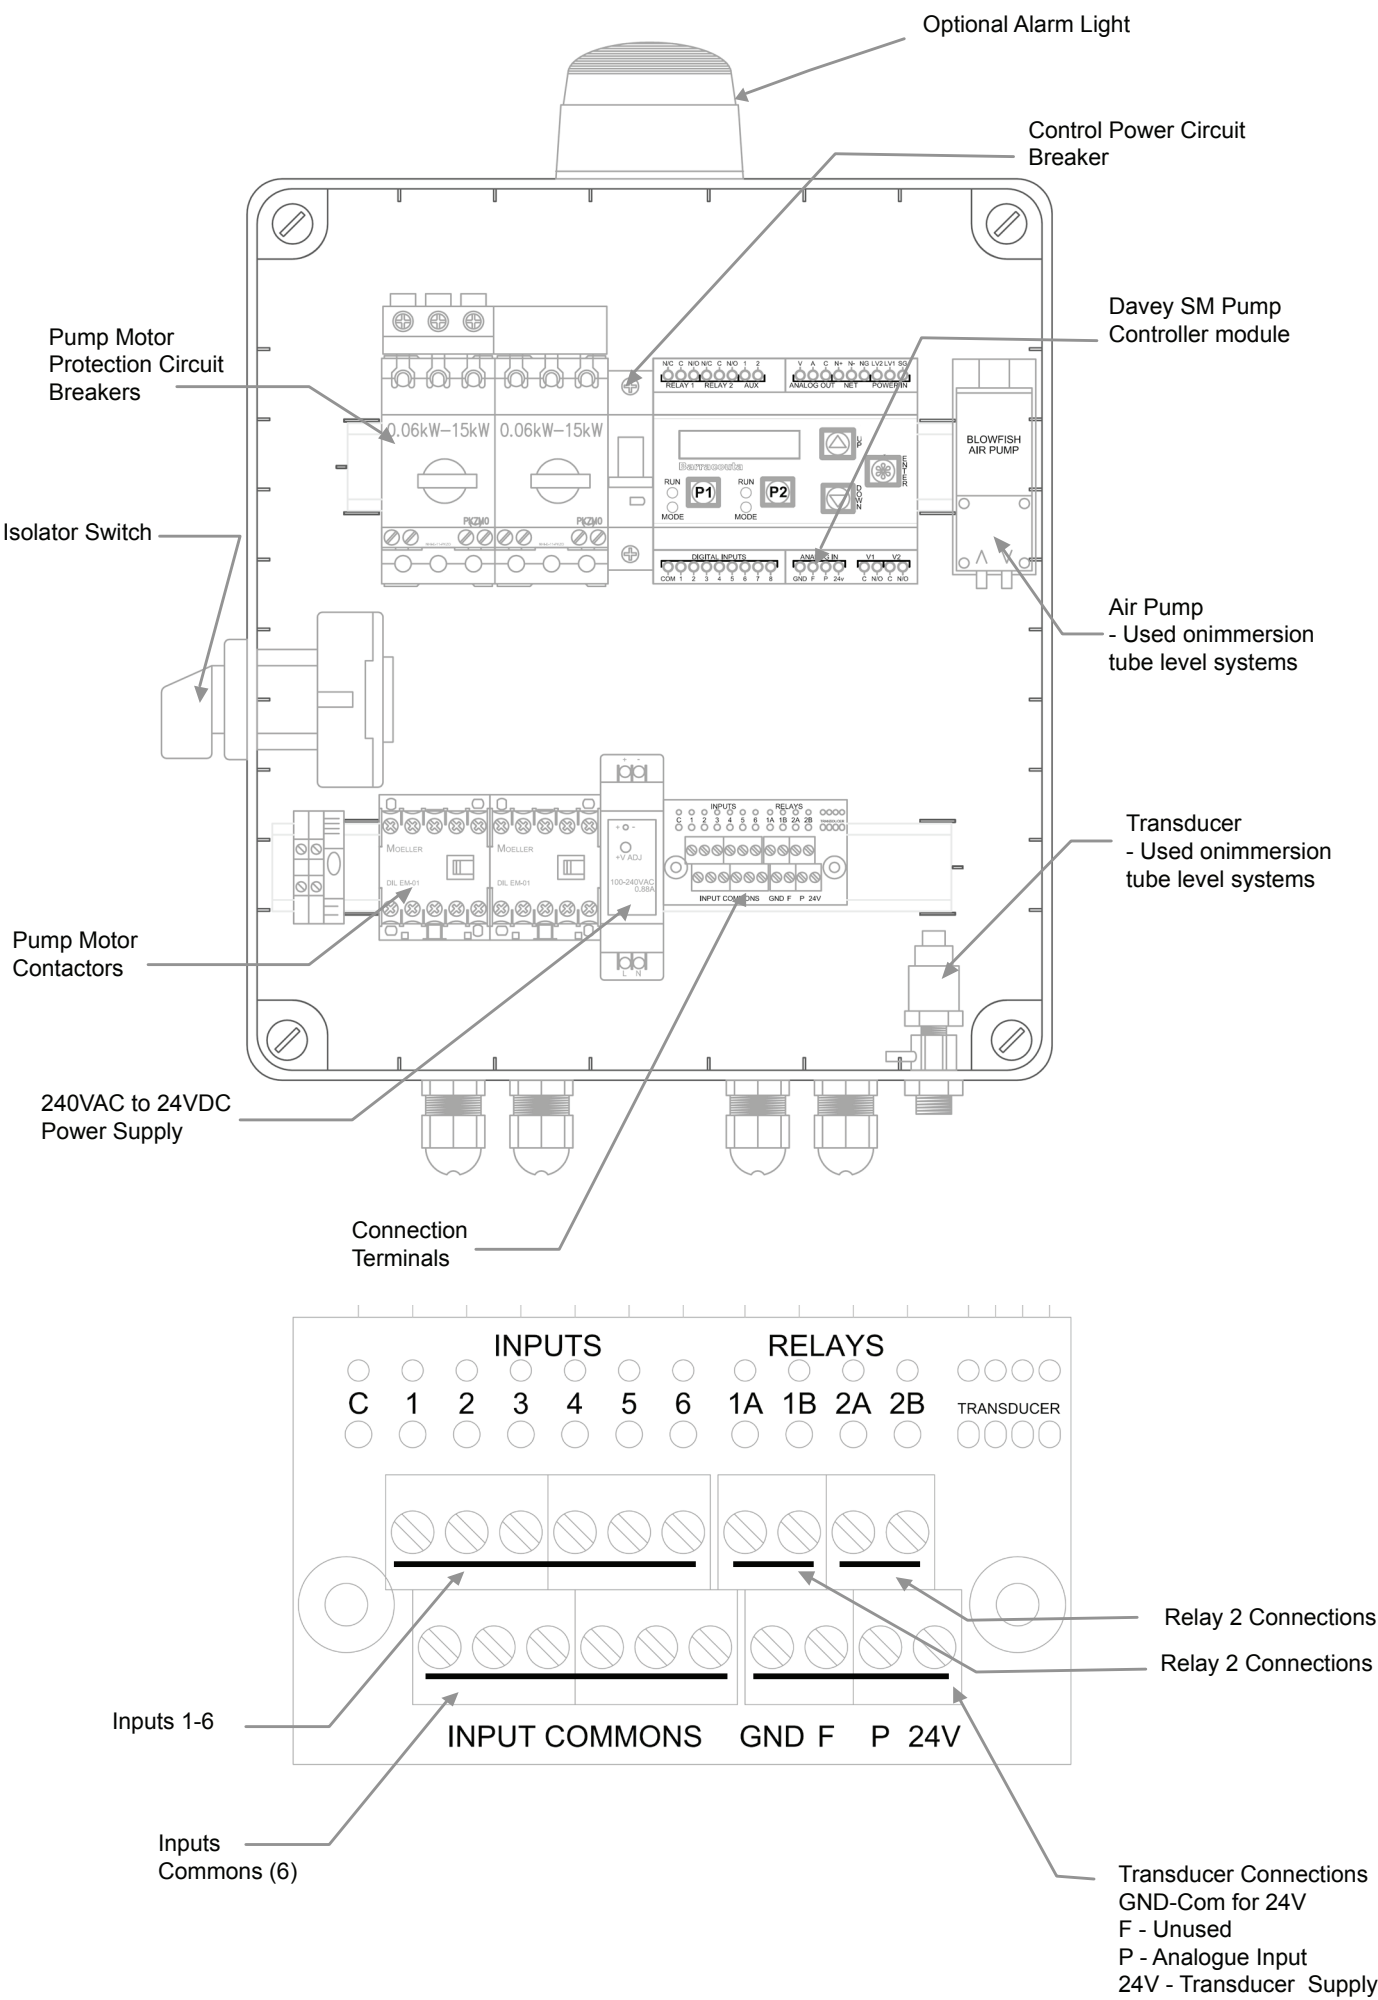 Optional Alarm Light
Control Power Circuit
Breaker
Davey SM Pump
Controller module
Pump Motor
Protection Circuit
Breakers
N/C C N/O N/C C N/O 1 2
RELAY 1 RELAY 2 AUX
V A C N+ N- NG LV2 LV1 SG
ANALOG OUT NET POWER IN
0.06kW-15kW 0.06kW-15kW
BLOWFISH
AIR PUMP
UP
Barracouta
ENTER
RUN
P1
RUN
P2
DOWN
MODE
MODE
PKZM0 PKZM0
Isolator Switch
DIGITAL INPUTS
COM 1 2 3 4 5 6 7 8
ANALOG IN
GND F P 24v
V1 V2
C N/O C N/O
Air Pump
- Used onimmersion
tube level systems
+ -
INPUTS RELAYS
C 1 2 3 4 5 6 1A 1B 2A 2B
TRANSDUCER
Transducer
- Used onimmersion
tube level systems
MOELLER MOELLER
+ -
+V ADJ
DIL EM-01 DIL EM-01
100-240VAC
0.88A
INPUT COMMONS GND F P 24V
Pump Motor
Contactors
L N
240VAC to 24VDC
Power Supply
Connection
Terminals
INPUTS RELAYS
C 1 2 3 4 5 6 1A 1B 2A 2B TRANSDUCER
Relay 2 Connections
Relay 2 Connections
Inputs 1-6
INPUT COMMONS GND F P 24V
Inputs
Commons (6)
Transducer Connections
GND-Com for 24V
F - Unused
P - Analogue Input
24V - Transducer Supply